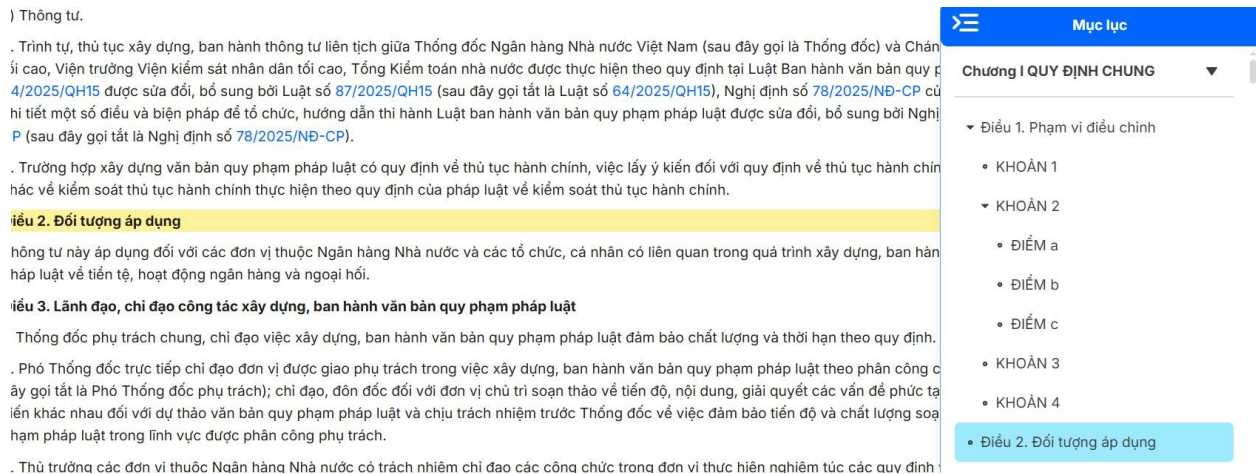 ) Thông tư.
. Trình tự, thủ tục xây dựng, ban hành thông tư liên tịch giữa Thống đốc Ngân hàng Nhà nước Việt Nam (sau đây gọi là Thống đốc) và Chán
ối cao, Viện trưởng Viện kiểm sát nhân dân tối cao, Tổng Kiểm toán nhà nước được thực hiện theo quy định tại Luật Ban hành văn bản quy p
4/2025/QH15 được sửa đổi, bổ sung bởi Luật số 87/2025/QH15 (sau đây gọi tắt là Luật số 64/2025/QH15), Nghị định số 78/2025/NĐ-CP củ
hi tiết một số điều và biện pháp để tổ chức, hướng dẫn thi hành Luật ban hành văn bản quy phạm pháp luật được sửa đổi, bổ sung bởi Nghị
P (sau đây gọi tắt là Nghị định số 78/2025/NĐ-CP).
. Trường hợp xây dựng văn bản quy phạm pháp luật có quy định về thủ tục hành chính, việc lấy ý kiến đối với quy định về thủ tục hành chín
hác về kiểm soát thủ tục hành chính thực hiện theo quy định của pháp luật về kiểm soát thủ tục hành chính.
iều 2. Đối tượng áp dụng
hông tư này áp dụng đối với các đơn vị thuộc Ngân hàng Nhà nước và các tổ chức, cá nhân có liên quan trong quá trình xây dựng, ban hàn
háp luật về tiền tệ, hoạt động ngân hàng và ngoại hối.
iều 3. Lãnh đạo, chỉ đạo công tác xây dựng, ban hành văn bản quy phạm pháp luật
Thống đốc phụ trách chung, chỉ đạo việc xây dựng, ban hành văn bản quy phạm pháp luật đảm bảo chất lượng và thời hạn theo quy định.
. Phó Thống đốc trực tiếp chỉ đạo đơn vị được giao phụ trách trong việc xây dựng, ban hành văn bản quy phạm pháp luật theo phân công c
ây gọi tắt là Phó Thống đốc phụ trách); chỉ đạo, đôn đốc đối với đơn vị chủ trì soạn thảo về tiến độ, nội dung, giải quyết các vấn đề phức tạ
iến khác nhau đối với dự thảo văn bản quy phạm pháp luật và chịu trách nhiệm trước Thống đốc về việc đảm bảo tiến độ và chất lượng soạ
hạm pháp luật trong lĩnh vực được phân công phụ trách.
. Thủ trưởng các đơn vị thuộc Ngân hàng Nhà nước có trách nhiệm chỉ đạo các công chức trong đơn vị thực hiện nghiêm túc các quy định
Mục lục
Chương I QUY ĐỊNH CHUNG
Điều 1. Phạm vi điều chỉnh
KHOẢN 1
KHOẢN 2
ĐIỂM a
ĐIỂM b
ĐIỂM c
KHOẢN 3
KHOẢN 4
Điều 2. Đối tượng áp dụng